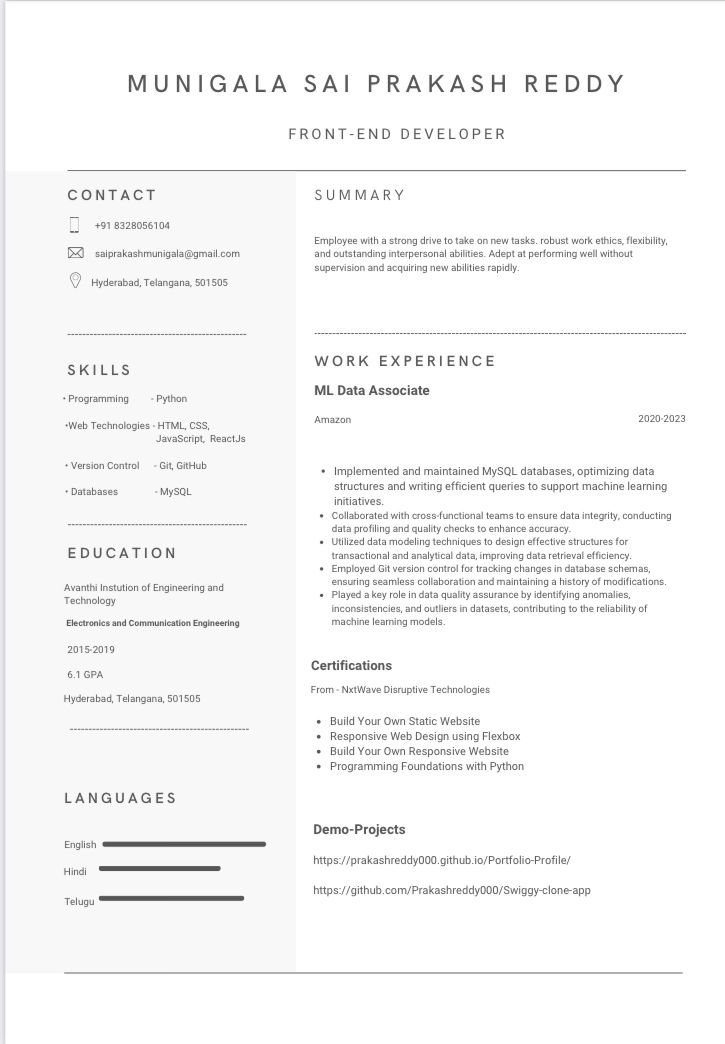 MUNIGALA SAI PRAKASH REDDY
FRONT-END DEVELOPER
CONTACT
+91 8328056104
saiprakashmunigala@gmail.com
Hyderabad, Telangana, 501505
--------------------------------------------------
SKILLS
• Programming - Python
•Web Technologies - HTML, CSS,
JavaScript, ReactJs
• Version Control - Git, GitHub
• Databases - MySQL
--------------------------------------------------
EDUCATION
Avanthi Instution of Engineering and
Technology
Electronics and Communication Engineering
2015-2019
6.1 GPA
Hyderabad, Telangana, 501505
--------------------------------------------------
LANGUAGES
English
Hindi
Telugu
SUMMARY
Employee with a strong drive to take on new tasks. robust work ethics, flexibility,
and outstanding interpersonal abilities. Adept at performing well without
supervision and acquiring new abilities rapidly.
--------------------------------------------------
WORK EXPERIENCE
ML Data Associate
Amazon 2020-2023
• Implemented and maintained MySQL databases, optimizing data
structures and writing efficient queries to support machine learning
initiatives.
• Collaborated with cross-functional teams to ensure data integrity, conducting
data profiling and quality checks to enhance accuracy.
• Utilized data modeling techniques to design effective structures for
transactional and analytical data, improving data retrieval efficiency.
• Employed Git version control for tracking changes in database schemas,
ensuring seamless collaboration and maintaining a history of modifications.
• Played a key role in data quality assurance by identifying anomalies,
inconsistencies, and outliers in datasets, contributing to the reliability of
machine learning models.
Certifications
From - NxtWave Disruptive Technologies
• Build Your Own Static Website
• Responsive Web Design using Flexbox
• Build Your Own Responsive Website
• Programming Foundations with Python
Demo-Projects
https://prakashreddy000.github.io/Portfolio-Profile/
https://github.com/Prakashreddy000/Swiggy-clone-app